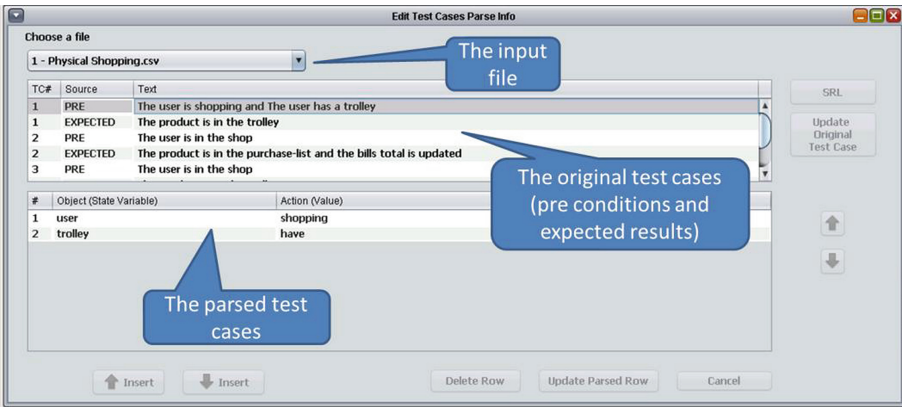 Edit Test Cases Parse Info
Choose a file
1 - Physical Shopping.csv
The input
file
TC# Source Text
1 PRE The user is shopping and The user has a trolley
1 EXPECTED The product is in the trolley
2 PRE The user is in the shop
2 EXPECTED The product is in the purchase-list and the bills total is updated
3 PRE The user is in the shop
SRL
Update
Original
Test Case
The original test cases
(pre conditions and
expected results)
# Object (State Variable) Action (Value)
1 user shopping
2 trolley have
The parsed test
cases
Insert Insert Delete Row Update Parsed Row Cancel